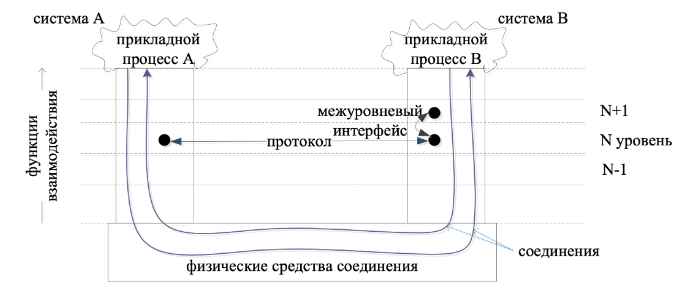 система A
система B
прикладной
процесс A
прикладной
процесс B
функции
взаимодействия
межуровневый
интерфейс
протокол
N+1
N уровень
N-1
соединения
физические средства соединения